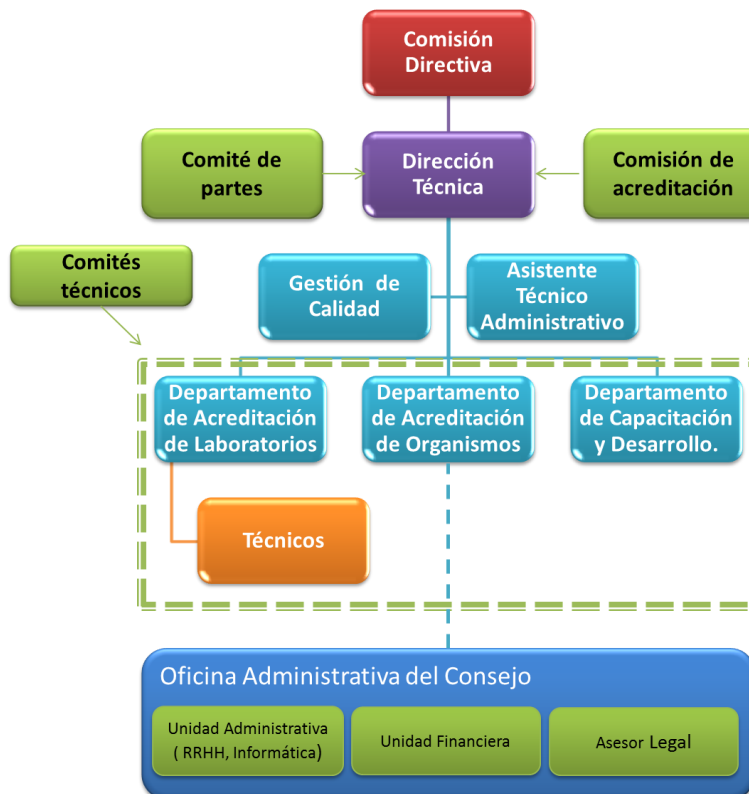 Comisión
Directiva
Comité de
partes
Dirección
Técnica
Comisión de
acreditación
Comités
técnicos
Gestión de
Calidad
Asistente
Técnico
Administrativo
Departamento
de Acreditación
de Laboratorios
Departamento
de Acreditación
de Organismos
Departamento
de Capacitación
y Desarrollo.
Técnicos
Oficina Administrativa del Consejo
Unidad Administrativa
( RRHH, Informática)
Unidad Financiera
Asesor Legal